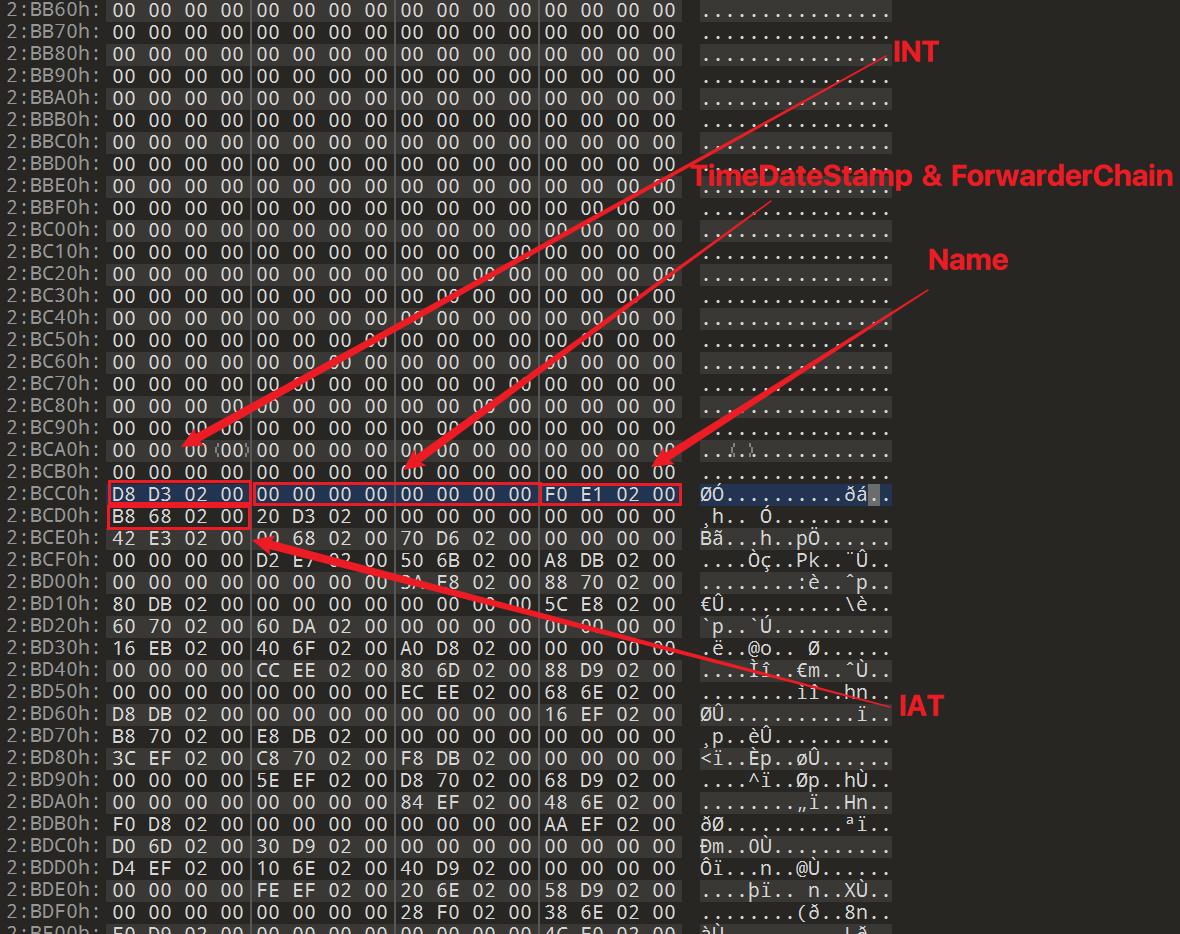 2:BB60h: 00 00 00 00 00 00 00 00 00 00 00 00 00 00 00 00 ................
2:BB70h: 00 00 00 00 00 00 00 00 00 00 00 00 00 00 00 00 ................
2:BB80h: 00 00 00 00 00 00 00 00 00 00 00 00 00 00 00 00 ................
INT
2:BB90h: 00 00 00 00 00 00 00 00 00 00 00 00 00 00 00 00 ................
2:BBA0h: 00 00 00 00 00 00 00 00 00 00 00 00 00 00 00 00 ................
2:BBB0h: 00 00 00 00 00 00 00 00 00 00 00 00 00 00 00 00 ................
2:BBC0h: 00 00 00 00 00 00 00 00 00 00 00 00 00 00 00 00 ................
2:BBD0h: 00 00 00 00 00 00 00 00 00 00 00 00 00 00 00 00 ................
TimeDateStamp & ForwarderChain
2:BBE0h: 00 00 00 00 00 00 00 00 00 00 00 00 00 00 00 00 ................
2:BBF0h: 00 00 00 00 00 00 00 00 00 00 00 00 00 00 00 00 ................
2:BC00h: 00 00 00 00 00 00 00 00 00 00 00 00 00 00 00 00 ................
2:BC10h: 00 00 00 00 00 00 00 00 00 00 00 00 00 00 00 00 ................
Name
2:BC20h: 00 00 00 00 00 00 00 00 00 00 00 00 00 00 00 00 ................
2:BC30h: 00 00 00 00 00 00 00 00 00 00 00 00 00 00 00 00 ................
2:BC40h: 00 00 00 00 00 00 00 00 00 00 00 00 00 00 00 00 ................
2:BC50h: 00 00 00 00 00 00 00 00 00 00 00 00 00 00 00 00 ................
2:BC60h: 00 00 00 00 00 00 00 00 00 00 00 00 00 00 00 00 ................
2:BC70h: 00 00 00 00 00 00 00 00 00 00 00 00 00 00 00 00 ................
2:BC80h: 00 00 00 00 00 00 00 00 00 00 00 00 00 00 00 00 ................
2:BC90h: 00 00 00 00 00 00 00 00 00 00 00 00 00 00 00 00 ................
2:BCA0h: 00 00 00 00 00 00 00 00 00 00 00 00 00 00 00 00 ................
2:BCB0h: 00 00 00 00 00 00 00 00 00 00 00 00 00 00 00 00 ................
2:BCC0h: D8 D3 02 00 00 00 00 00 00 00 00 00 F0 E1 02 00 ØÓ..........ðá..
2:BCD0h: B8 68 02 00 20 D3 02 00 00 00 00 00 00 00 00 00 ¸h.. Ó..........
2:BCE0h: 42 E3 02 00 00 68 02 00 70 D6 02 00 00 00 00 00 Bã...h..pÖ......
2:BCF0h: 00 00 00 00 D2 E7 02 00 50 6B 02 00 A8 DB 02 00 ....Òç..Pk..¨Û..
2:BD00h: 00 00 00 00 00 00 00 00 3A E8 02 00 88 70 02 00 ........:è..ˆp..
2:BD10h: 80 DB 02 00 00 00 00 00 00 00 00 00 5C E8 02 00 €Û..........\è..
2:BD20h: 60 70 02 00 60 DA 02 00 00 00 00 00 00 00 00 00 `p..`Ú..........
2:BD30h: 16 EB 02 00 40 6F 02 00 A0 D8 02 00 00 00 00 00 .ë..@o.. Ø......
2:BD40h: 00 00 00 00 CC EE 02 00 80 6D 02 00 88 D9 02 00 ....Ìî..€m..ˆÙ..
2:BD50h: 00 00 00 00 00 00 00 00 EC EE 02 00 68 6E 02 00 ........ìî..hn..
IAT
2:BD60h: D8 DB 02 00 00 00 00 00 00 00 00 00 16 EF 02 00 ØÛ...........ï..
2:BD70h: B8 70 02 00 E8 DB 02 00 00 00 00 00 00 00 00 00 ¸p..èÛ..........
2:BD80h: 3C EF 02 00 C8 70 02 00 F8 DB 02 00 00 00 00 00 <ï..Èp..øÛ......
2:BD90h: 00 00 00 00 5E EF 02 00 D8 70 02 00 68 D9 02 00 ....^ï..Øp..hÙ..
2:BDA0h: 00 00 00 00 00 00 00 00 84 EF 02 00 48 6E 02 00 ........„ï..Hn..
2:BDB0h: F0 D8 02 00 00 00 00 00 00 00 00 00 AA EF 02 00 ðØ..........ªï..
2:BDC0h: D0 6D 02 00 30 D9 02 00 00 00 00 00 00 00 00 00 Ðm..0Ù..........
2:BDD0h: D4 EF 02 00 10 6E 02 00 40 D9 02 00 00 00 00 00 Ôï...n..@Ù......
2:BDE0h: 00 00 00 00 FE EF 02 00 20 6E 02 00 58 D9 02 00 ....þï.. n..XÙ..
2:BDF0h: 00 00 00 00 00 00 00 00 28 F0 02 00 38 6E 02 00 ........(ð..8n..